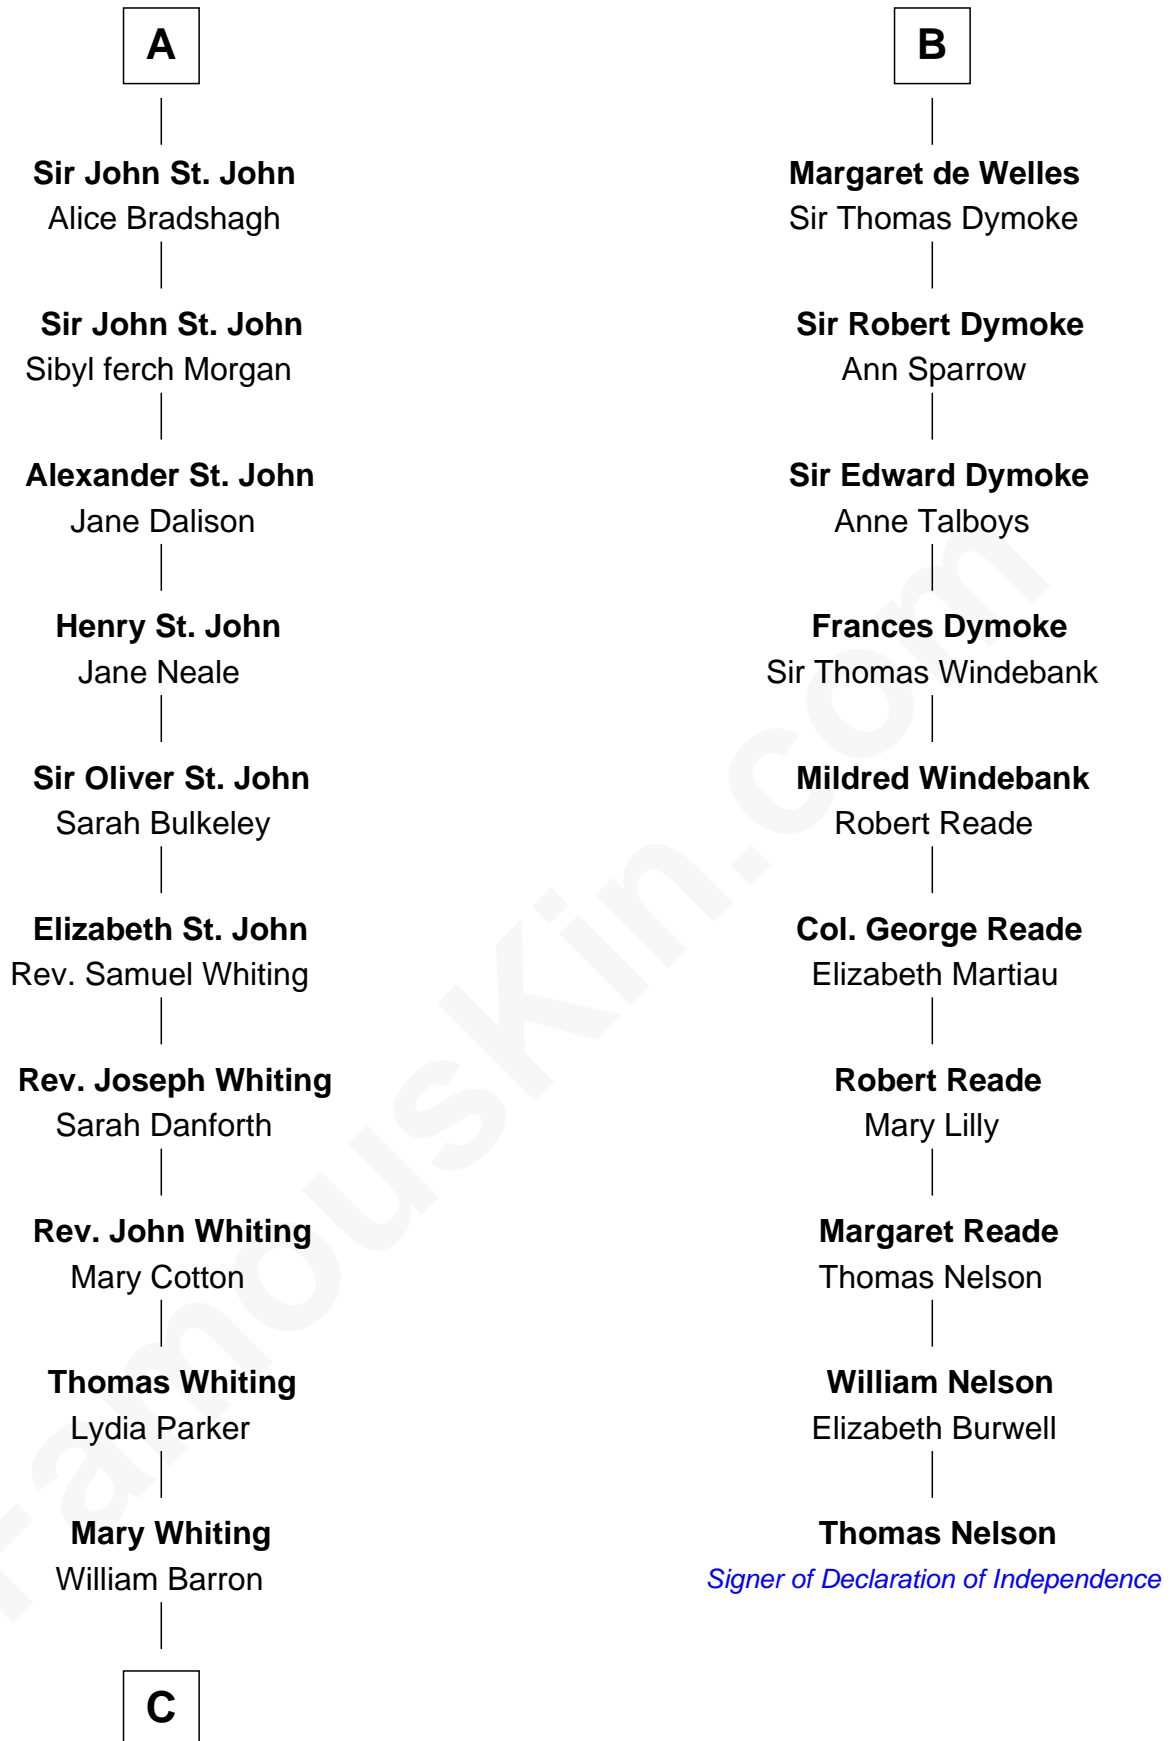 A
Sir John St. John
Alice Bradshagh
Sir John St. John
Sibyl ferch Morgan
Alexander St. John
Jane Dalison
Henry St. John
Jane Neale
Sir Oliver St. John
Sarah Bulkeley
Elizabeth St. John
Rev. Samuel Whiting
Rev. Joseph Whiting
Sarah Danforth
Rev. John Whiting
Mary Cotton
Thomas Whiting
Lydia Parker
Mary Whiting
William Barron
C
B
Margaret de Welles
Sir Thomas Dymoke
Sir Robert Dymoke
Ann Sparrow
Sir Edward Dymoke
Anne Talboys
Frances Dymoke
Sir Thomas Windebank
Mildred Windebank
Robert Reade
Col. George Reade
Elizabeth Martiau
Robert Reade
Mary Lilly
Margaret Reade
Thomas Nelson
William Nelson
Elizabeth Burwell
Thomas Nelson
Signer of Declaration of Independence
FamousKin.com